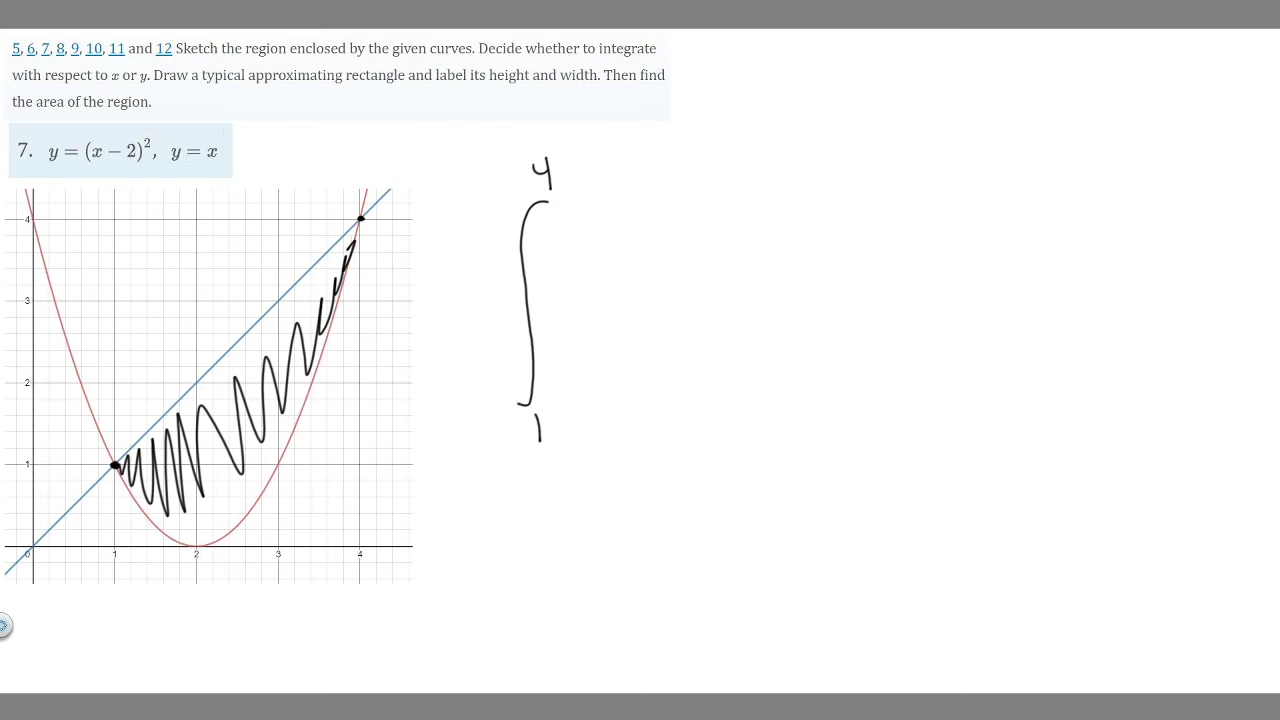 5, 6, 7, 8, 9, 10, 11 and 12 Sketch the region enclosed by the given curves. Decide whether to integrate
with respect to x or y. Draw a typical approximating rectangle and label its height and width. Then find
the area of the region.
7. y = (x − 2)², y = x
4
4
3
2
1
1
0 1 2 3 4